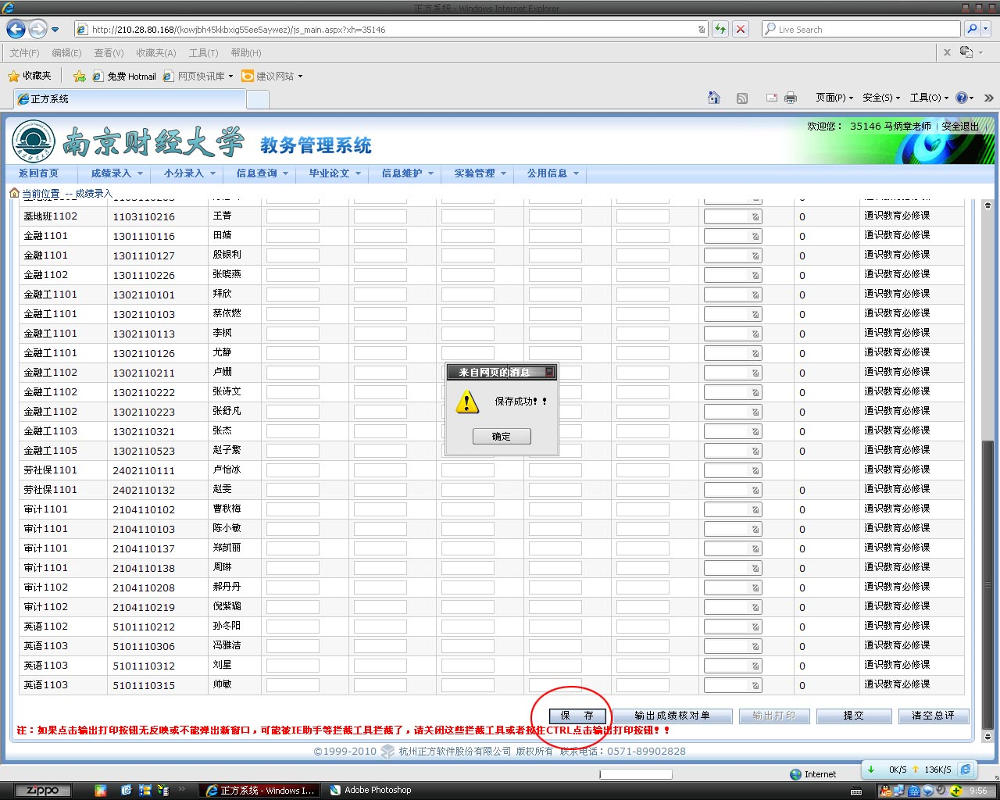 正方系统 - Windows Internet Explorer
http://210.28.80.168/(kowjbh45kkbxig55ee5aywez)/js_main.aspx?xh=35146
Live Search
文件(F) 编辑(E) 查看(V) 收藏夹(A) 工具(T) 帮助(H)
收藏夹 免费 Hotmail 网页快讯库 建议网站
正方系统 页面(P) 安全(S) 工具(O)
南京财经大学 教务管理系统
欢迎您: 35146 马炳章老师 安全退出
返回首页 成绩录入 小分录入 信息查询 毕业论文 信息维护 实验管理 公用信息
当前位置 -- 成绩录入
基地班1102 1103110216 王菁 0 通识教育必修课
金融1101 1301110116 田婧 0 通识教育必修课
金融1101 1301110127 殷银利 0 通识教育必修课
金融1102 1301110226 张晓燕 0 通识教育必修课
金融工1101 1302110101 拜欣 0 通识教育必修课
金融工1101 1302110103 蔡依燃 0 通识教育必修课
金融工1101 1302110113 李枫 0 通识教育必修课
金融工1101 1302110126 尤静 0 通识教育必修课
金融工1102 1302110211 卢姗 0 通识教育必修课
金融工1102 1302110222 张诗文 0 通识教育必修课
金融工1102 1302110223 张舒凡 0 通识教育必修课
金融工1103 1302110321 张杰 0 通识教育必修课
金融工1105 1302110523 赵子繁 0 通识教育必修课
劳社保1101 2402110111 卢怡冰 通识教育必修课
劳社保1101 2402110132 赵雯 0 通识教育必修课
审计1101 2104110102 曹秋梅 0 通识教育必修课
审计1101 2104110103 陈小敏 0 通识教育必修课
审计1101 2104110137 郑凯丽 0 通识教育必修课
审计1101 2104110138 周琳 0 通识教育必修课
审计1102 2104110208 郝丹丹 0 通识教育必修课
审计1102 2104110219 倪紫璐 0 通识教育必修课
英语1102 5101110212 孙冬阳 0 通识教育必修课
英语1103 5101110306 冯雅洁 0 通识教育必修课
英语1103 5101110312 刘星 0 通识教育必修课
英语1103 5101110315 帅敏 0 通识教育必修课
来自网页的消息
保存成功！！
确定
保 存 输出成绩核对单 输出打印 提交 清空总评
注：如果点击输出打印按钮无反映或不能弹出新窗口，可能被IE助手等拦截工具拦截了，请关闭这些拦截工具或者按住CTRL点击输出打印按钮！！
©1999-2010 杭州正方软件股份有限公司 版权所有 联系电话：0571-89902828
Internet
0K/S 136K/S
zippo 正方系统 - Windows I... Adobe Photoshop 9:56